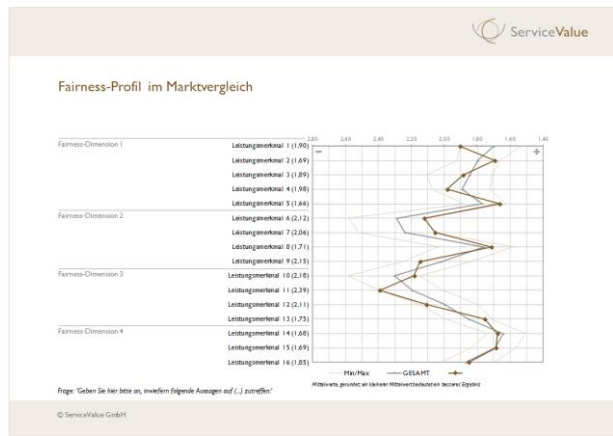 ServiceValue
Fairness-Profil im Marktvergleich
2,80 2,60 2,40 2,20 2,00 1,80 1,60 1,40
− +
Fairness-Dimension 1
Leistungsmerkmal 1 (1,90)
Leistungsmerkmal 2 (1,69)
Leistungsmerkmal 3 (1,89)
Leistungsmerkmal 4 (1,98)
Leistungsmerkmal 5 (1,66)
Fairness-Dimension 2
Leistungsmerkmal 6 (2,12)
Leistungsmerkmal 7 (2,06)
Leistungsmerkmal 8 (1,71)
Leistungsmerkmal 9 (2,15)
Fairness-Dimension 3
Leistungsmerkmal 10 (2,18)
Leistungsmerkmal 11 (2,39)
Leistungsmerkmal 12 (2,11)
Leistungsmerkmal 13 (1,75)
Fairness-Dimension 4
Leistungsmerkmal 14 (1,68)
Leistungsmerkmal 15 (1,69)
Leistungsmerkmal 16 (1,85)
Min/Max GESAMT
Frage: 'Geben Sie hier bitte an, inwiefern folgende Aussagen auf (...) zutreffen.'
Mittelwerte, gerundet; ein kleinerer Mittelwert bedeutet ein besseres Ergebnis
© ServiceValue GmbH